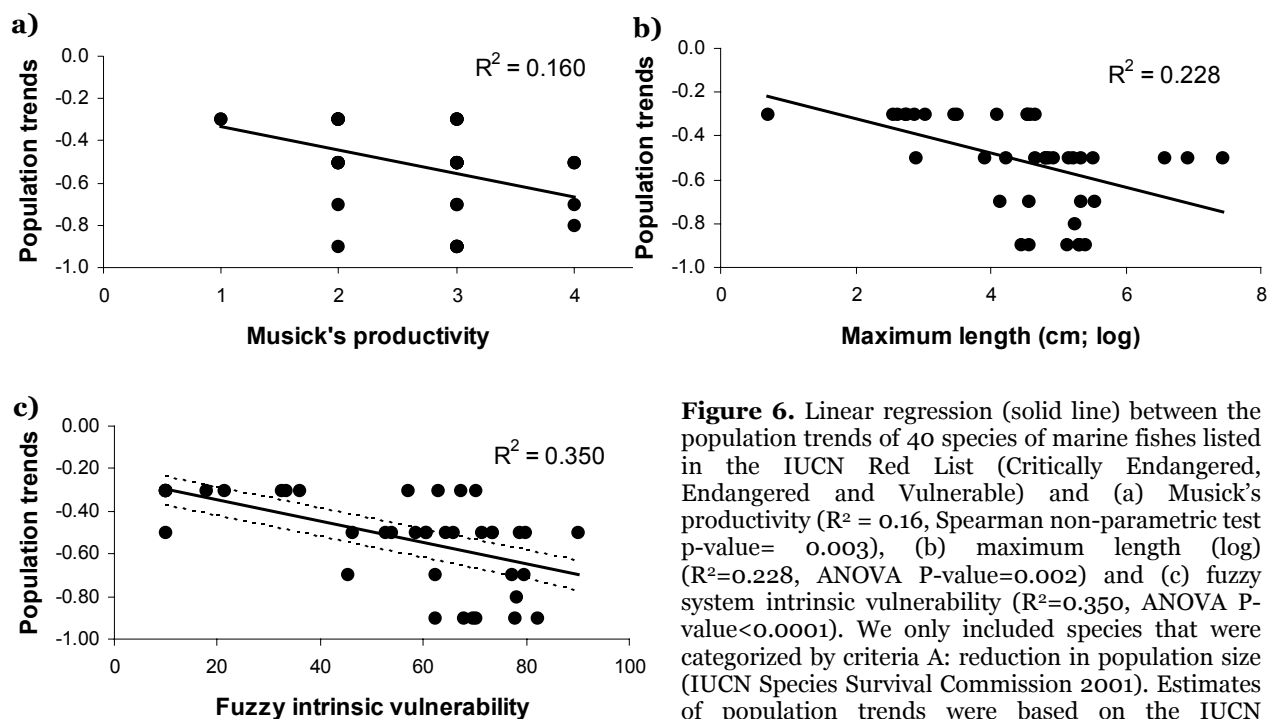 a)
Population trends
0.0
-0.2
-0.4
-0.6
-0.8
-1.0
0 1 2 3 4
Musick's productivity
R² = 0.160
b)
Population trends
0.0
-0.2
-0.4
-0.6
-0.8
-1.0
0 2 4 6 8
Maximum length (cm; log)
R² = 0.228
c)
Population trends
0.00
-0.20
-0.40
-0.60
-0.80
-1.00
0 20 40 60 80 100
Fuzzy intrinsic vulnerability
R² = 0.350
Figure 6. Linear regression (solid line) between the
population trends of 40 species of marine fishes listed
in the IUCN Red List (Critically Endangered,
Endangered and Vulnerable) and (a) Musick's
productivity (R² = 0.16, Spearman non-parametric test
p-value= 0.003), (b) maximum length (log)
(R²=0.228, ANOVA P-value=0.002) and (c) fuzzy
system intrinsic vulnerability (R²=0.350, ANOVA P-
value<0.0001). We only included species that were
categorized by criteria A: reduction in population size
(IUCN Species Survival Commission 2001). Estimates
of population trends were based on the IUCN